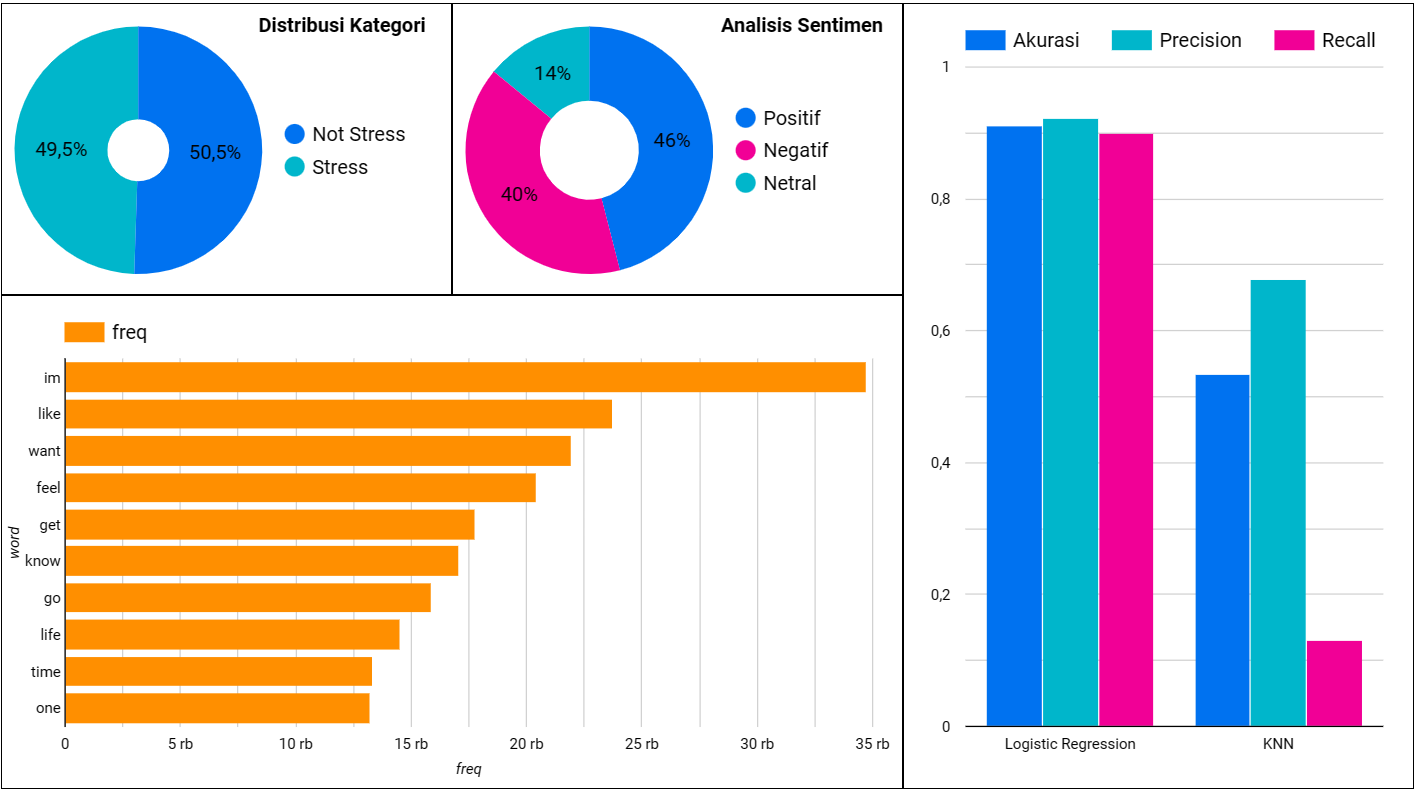 Distribusi Kategori
49,5%
50,5%
Not Stress
Stress
Analisis Sentimen
14%
46%
40%
Positif
Negatif
Netral
freq
word
im
like
want
feel
get
know
go
life
time
one
0 5 rb 10 rb 15 rb 20 rb 25 rb 30 rb 35 rb
freq
Akurasi Precision Recall
1
0,8
0,6
0,4
0,2
0
Logistic Regression KNN